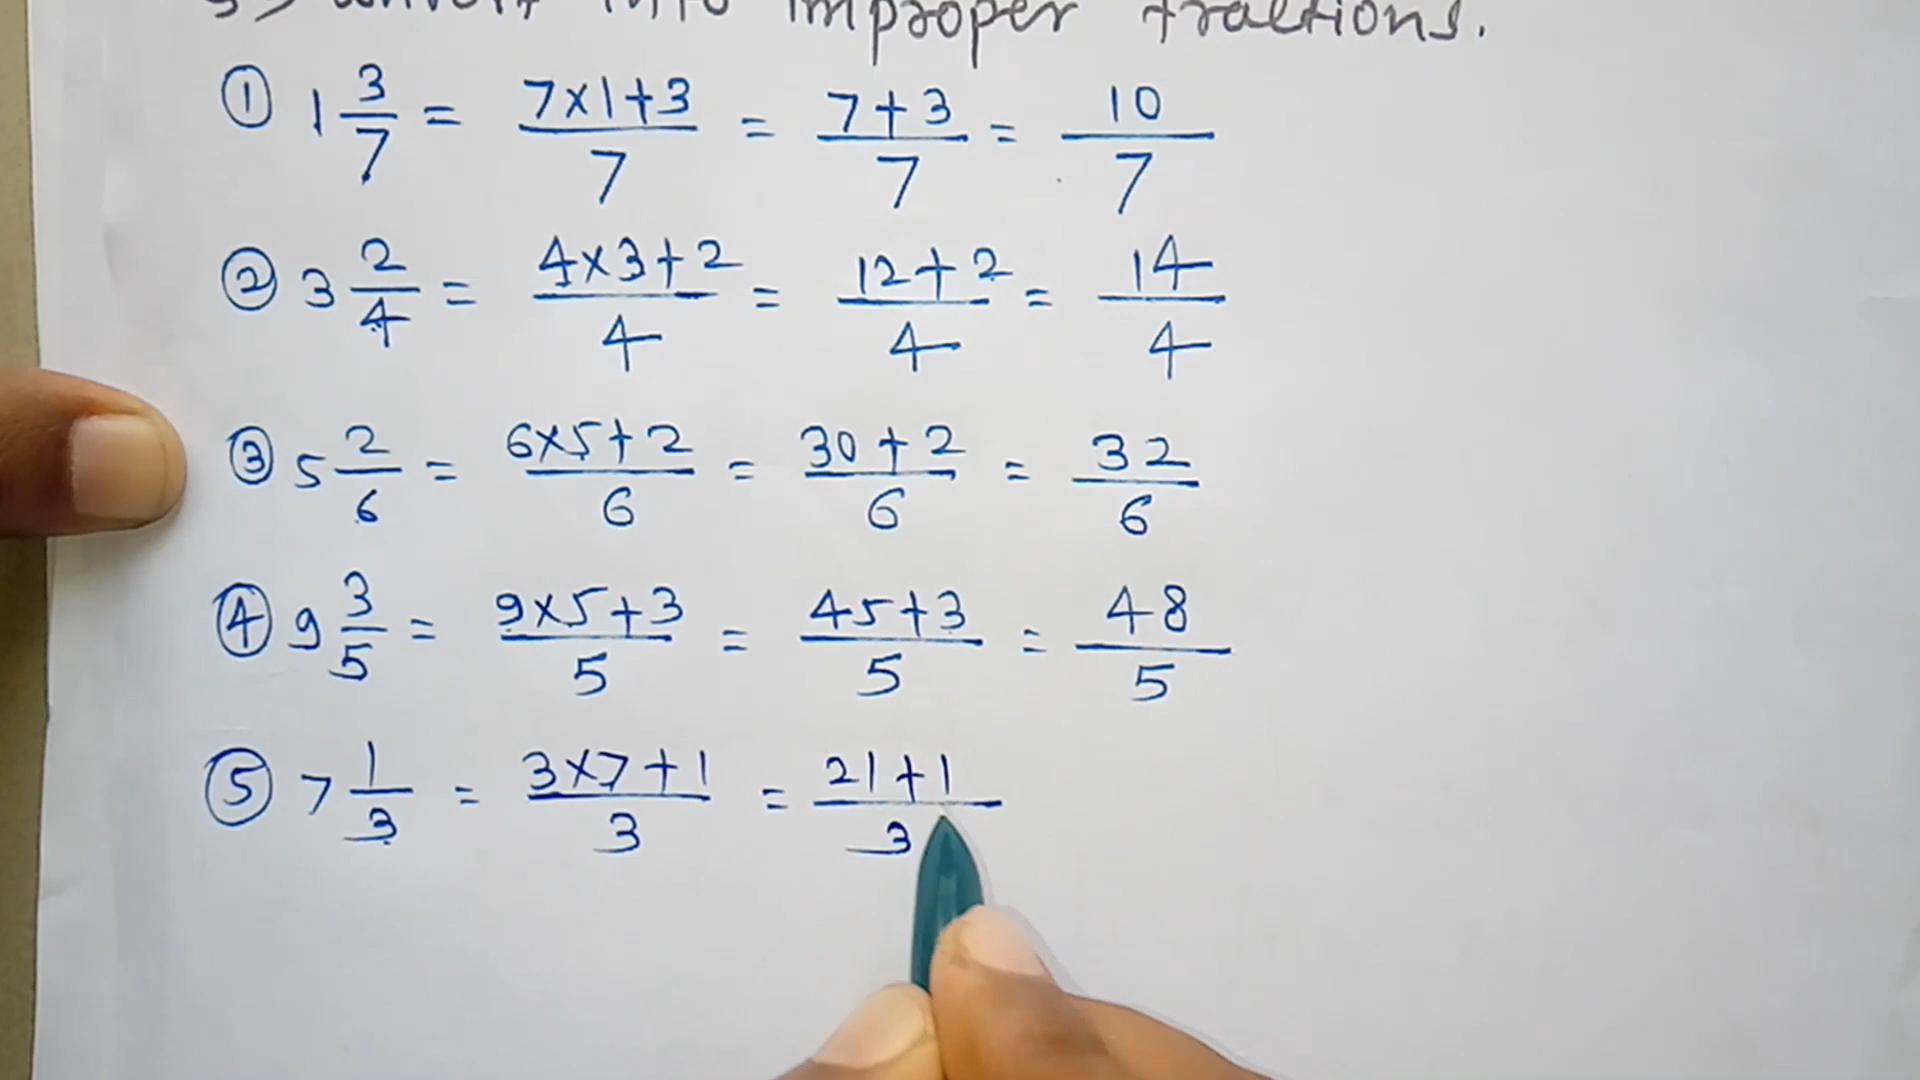 3> Convert into improper fractions.
① 1 3/7 = 7×1+3/7 = 7+3/7 = 10/7
② 3 2/4 = 4×3+2/4 = 12+2/4 = 14/4
③ 5 2/6 = 6×5+2/6 = 30+2/6 = 32/6
④ 9 3/5 = 9×5+3/5 = 45+3/5 = 48/5
⑤ 7 1/3 = 3×7+1/3 = 21+1/3